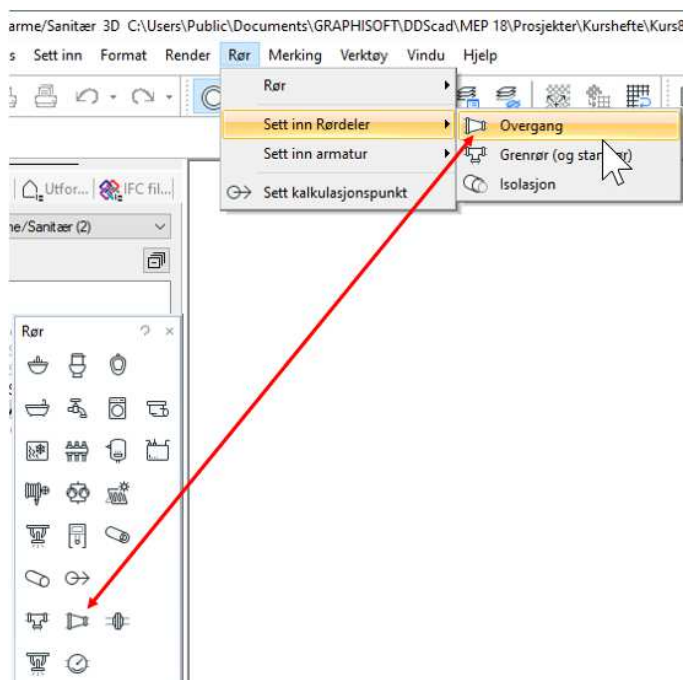 arme/Sanitær 3D C:\Users\Public\Documents\GRAPHISOFT\DDScad\MEP 18\Prosjekter\Kurshefte\Kurs8
s Sett inn Format Render Rør Merking Verktøy Vindu Hjelp
Rør
Sett inn Rørdeler
Overgang
Sett inn armatur
Grenrør (og stan rør)
Sett kalkulasjonspunkt
Isolasjon
Utfor... IFC fil...
ne/Sanitær (2)
Rør